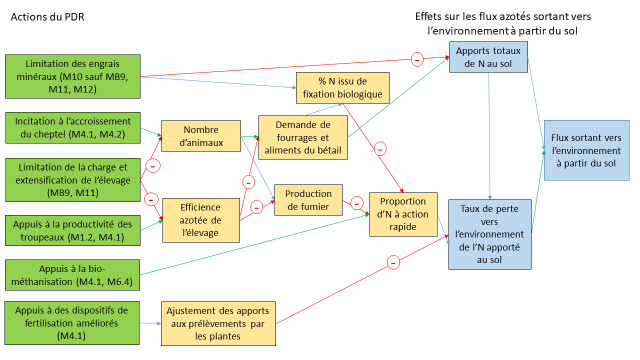 Actions du PDR
Effets sur les flux azotés sortant vers
l'environnement à partir du sol
Limitation des engrais
minéraux (M10 sauf MB9,
M11, M12)
Incitation à l'accroissement
du cheptel (M4.1, M4.2)
Limitation de la charge et
extensification de l'élevage
(MB9, M11)
Appuis à la productivité des
troupeaux (M1.2, M4.1)
Appuis à la bio-
méthanisation (M4.1, M6.4)
Appuis à des dispositifs de
fertilisation améliorés
(M4.1)
Nombre
d'animaux
Efficience
azotée de
l'élevage
Ajustement des apports
aux prélèvements par
les plantes
% N issu de
fixation biologique
Demande de
fourrages et
aliments du bétail
Production
de fumier
Proportion
d'N à action
rapide
Apports totaux
de N au sol
Taux de perte
vers
l'environnement
de l'N apporté
au sol
Flux sortant vers
l'environnement
à partir du sol
-
-
-
-
-
-
-
-